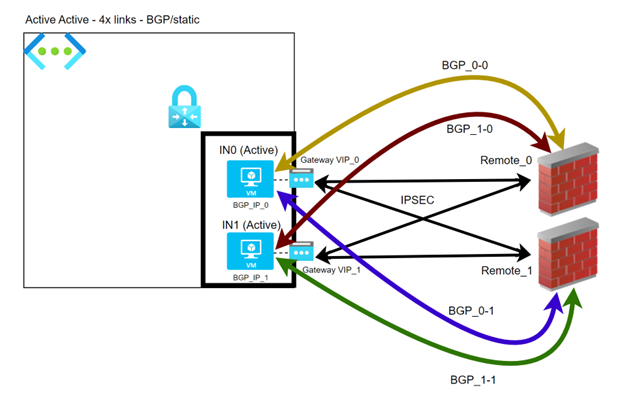 Active Active - 4x links - BGP/static
BGP_0-0
BGP_1-0
IN0 (Active)
Gateway VIP_0
Remote_0
VM
BGP_IP_0
IPSEC
IN1 (Active)
VM
Gateway VIP_1
Remote_1
BGP_IP_1
BGP_0-1
BGP_1-1